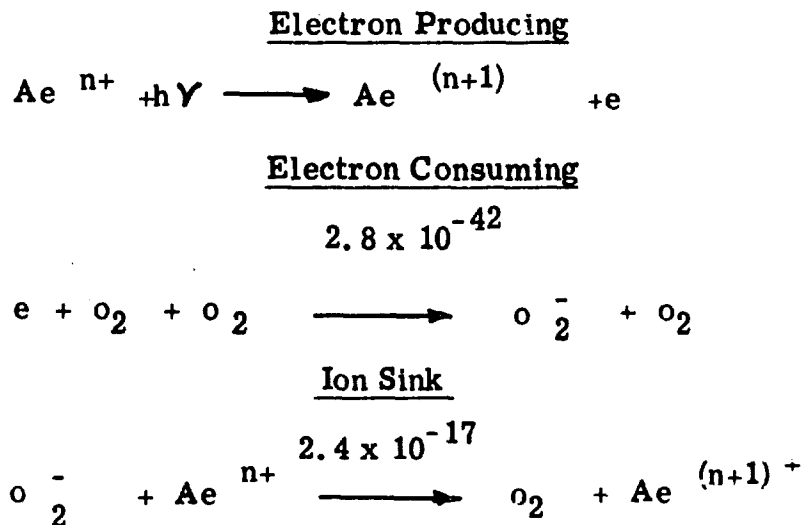 Electron Producing
Ae n+ +hγ ⟶ Ae (n+1) +e
Electron Consuming
2.8 x 10-42
e + o2 + o2 ⟶ o2- + o2
Ion Sink
2.4 x 10-17
o2- + Ae n+ ⟶ o2 + Ae (n+1) +